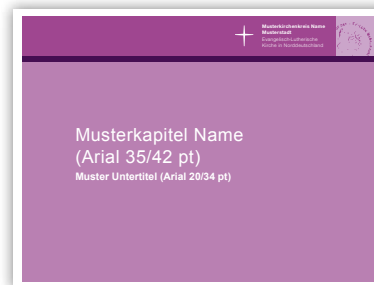 Musterkirchenkreis Name
Musterstadt
Evangelisch-Lutherische
Kirche in Norddeutschland
Musterkapitel Name
(Arial 35/42 pt)
Muster Untertitel (Arial 20/34 pt)